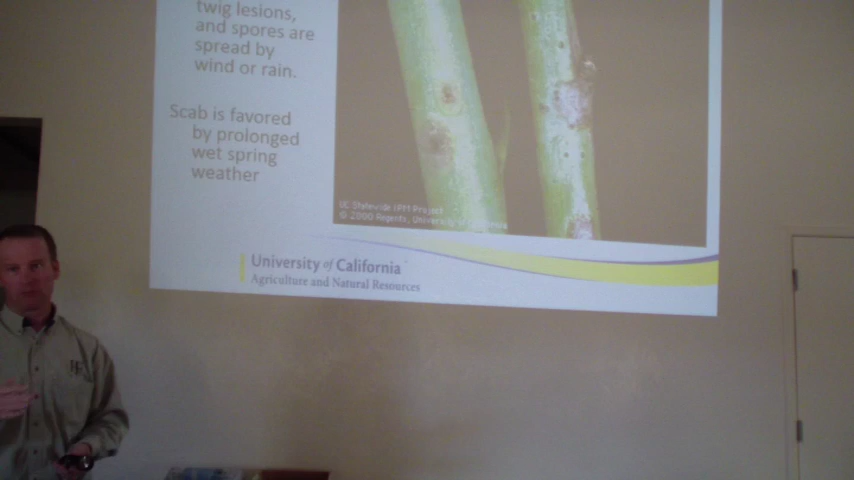 twig lesions,
and spores are
spread by
wind or rain.
Scab is favored
by prolonged
wet spring
weather
UC Statewide IPM Project
© 2000 Regents, University of California
University of California
Agriculture and Natural Resources